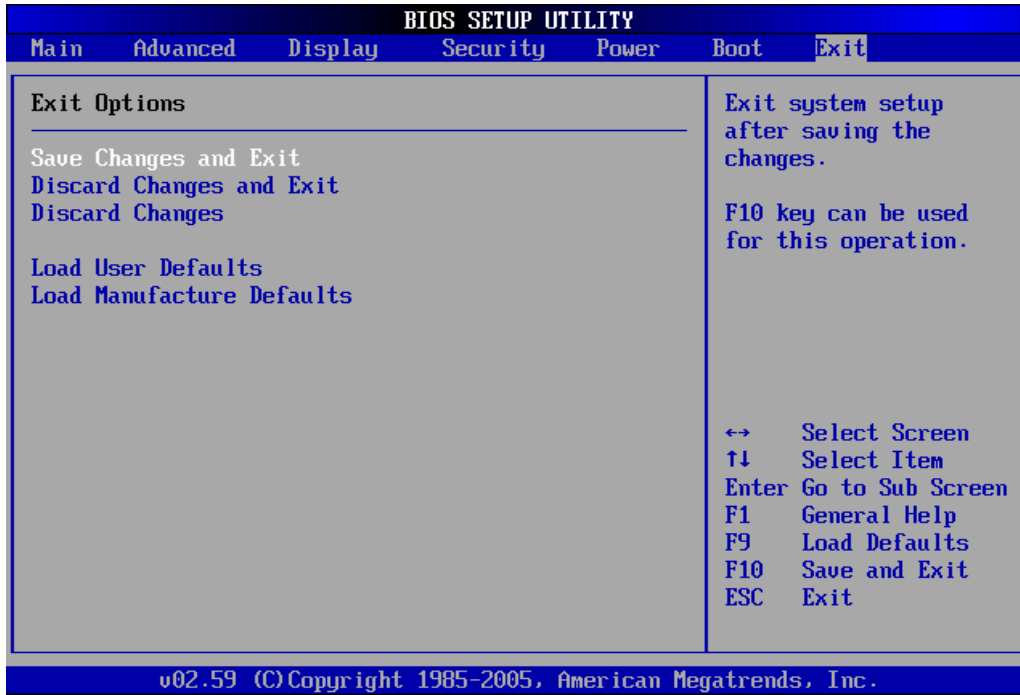 BIOS SETUP UTILITY
Main Advanced Display Security Power Boot Exit
Exit Options
Save Changes and Exit
Discard Changes and Exit
Discard Changes
Load User Defaults
Load Manufacture Defaults
Exit system setup
after saving the
changes.
F10 key can be used
for this operation.
←→ Select Screen
↑↓ Select Item
Enter Go to Sub Screen
F1 General Help
F9 Load Defaults
F10 Save and Exit
ESC Exit
v02.59 (C)Copyright 1985-2005, American Megatrends, Inc.